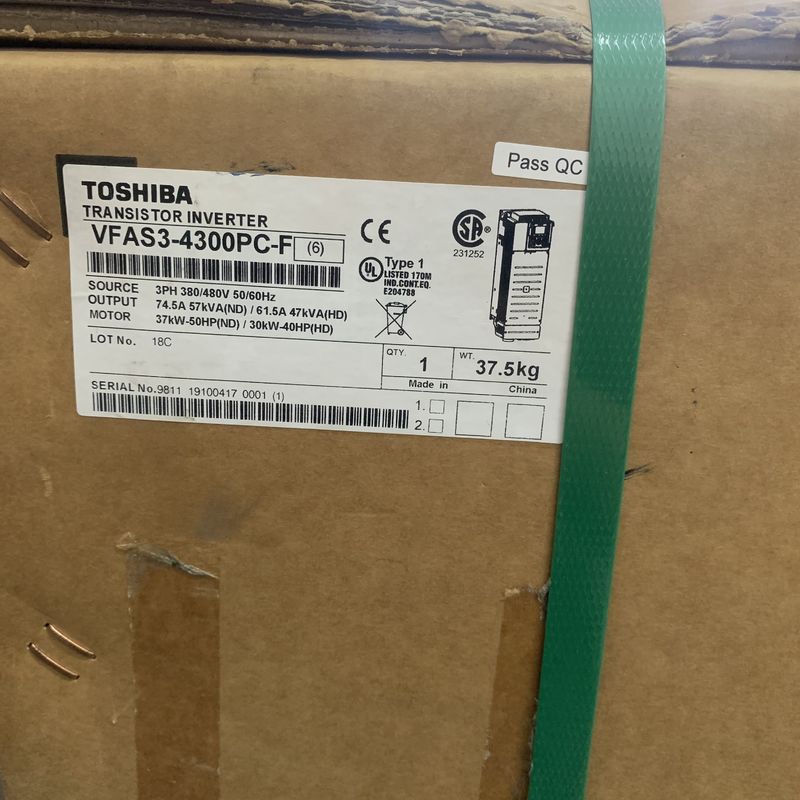 Pass QC
TOSHIBA
TRANSISTOR INVERTER
VFAS3-4300PC-F (6)
CE
SA®
231252
UL Type 1
LISTED 170M
IND.CONT.EQ.
E204788
SOURCE 3PH 380/480V 50/60Hz
OUTPUT 74.5A 57kVA(ND) / 61.5A 47kVA(HD)
MOTOR 37kW-50HP(ND) / 30kW-40HP(HD)
LOT No. 18C
QTY. 1 WT. 37.5kg
Made in China
SERIAL No.9811 19100417 0001 (1)
1.
2.